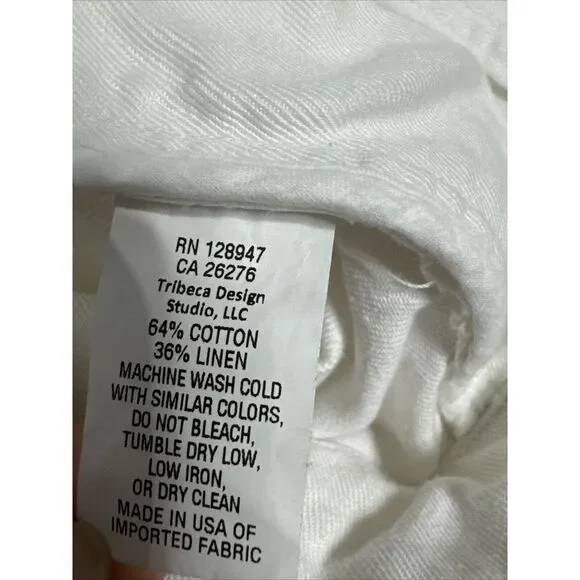 RN 128947
CA 26276
Tribeca Design
Studio, LLC
64% COTTON
36% LINEN
MACHINE WASH COLD
WITH SIMILAR COLORS,
DO NOT BLEACH,
TUMBLE DRY LOW,
LOW IRON,
OR DRY CLEAN
MADE IN USA OF
IMPORTED FABRIC